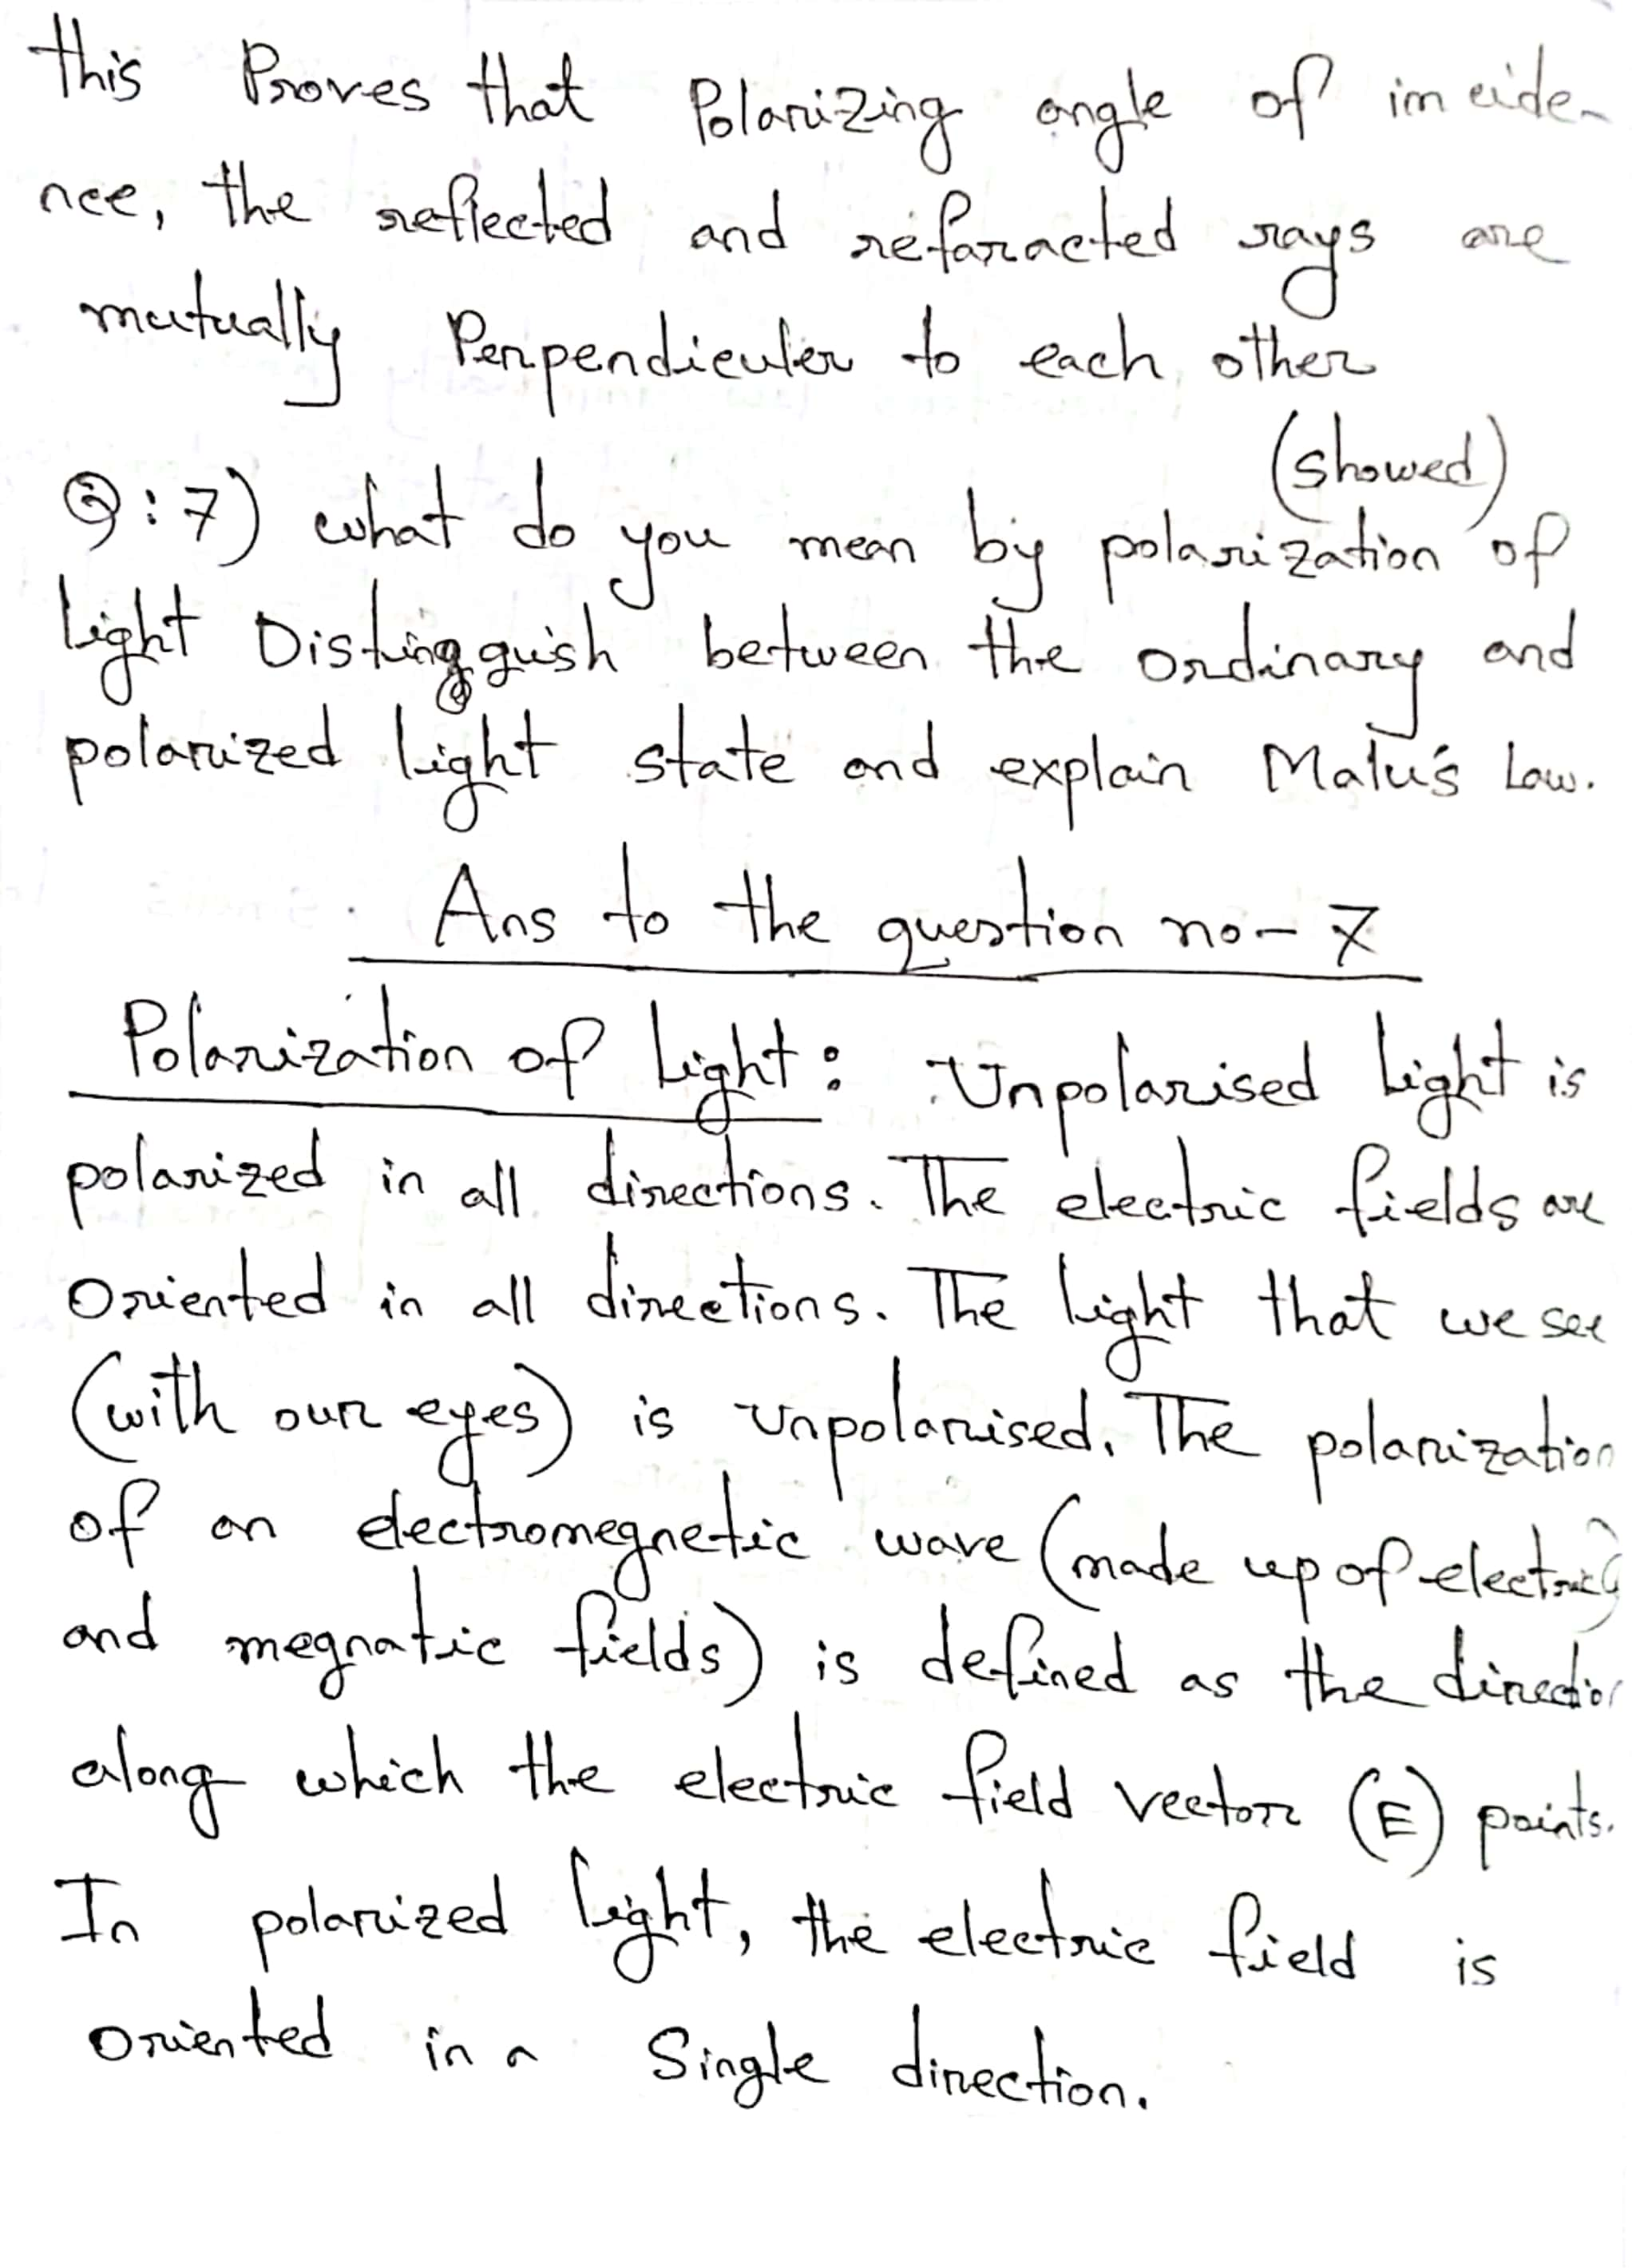 this Proves that Polarizing angle of inciden
nce, the reflected and refaracted rays are
mutually Perpendiculer to each other
(showed)
Q:7) what do you mean by polarization of
light Distingguish between the ordinary and
polarized light state and explain Malu's Law.
Ans to the question no- 7
Polarization of Light: Unpolarised Light is
polarized in all directions. The electric fields are
Oriented in all directions. The light that we see
(with our eyes) is unpolarised. The polarization
of an electromegnetic wave (made up of electric
and megnatic fields) is defined as the direction
along which the electric field vector (E) points.
In polarized light, the electric field is
oriented in a Single direction.